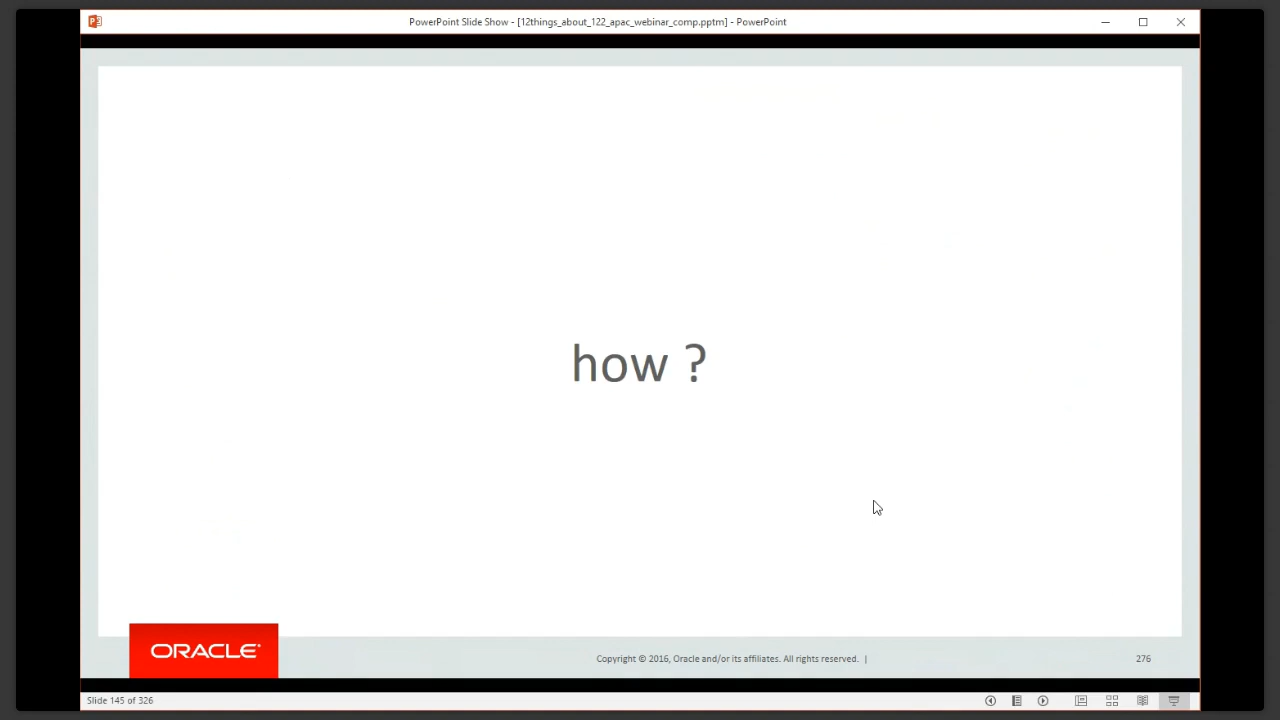 PowerPoint Slide Show - [12things_about_122_apac_webinar_comp.pptm] - PowerPoint
how ?
ORACLE®
Copyright © 2016, Oracle and/or its affiliates. All rights reserved. |
276
Slide 145 of 326